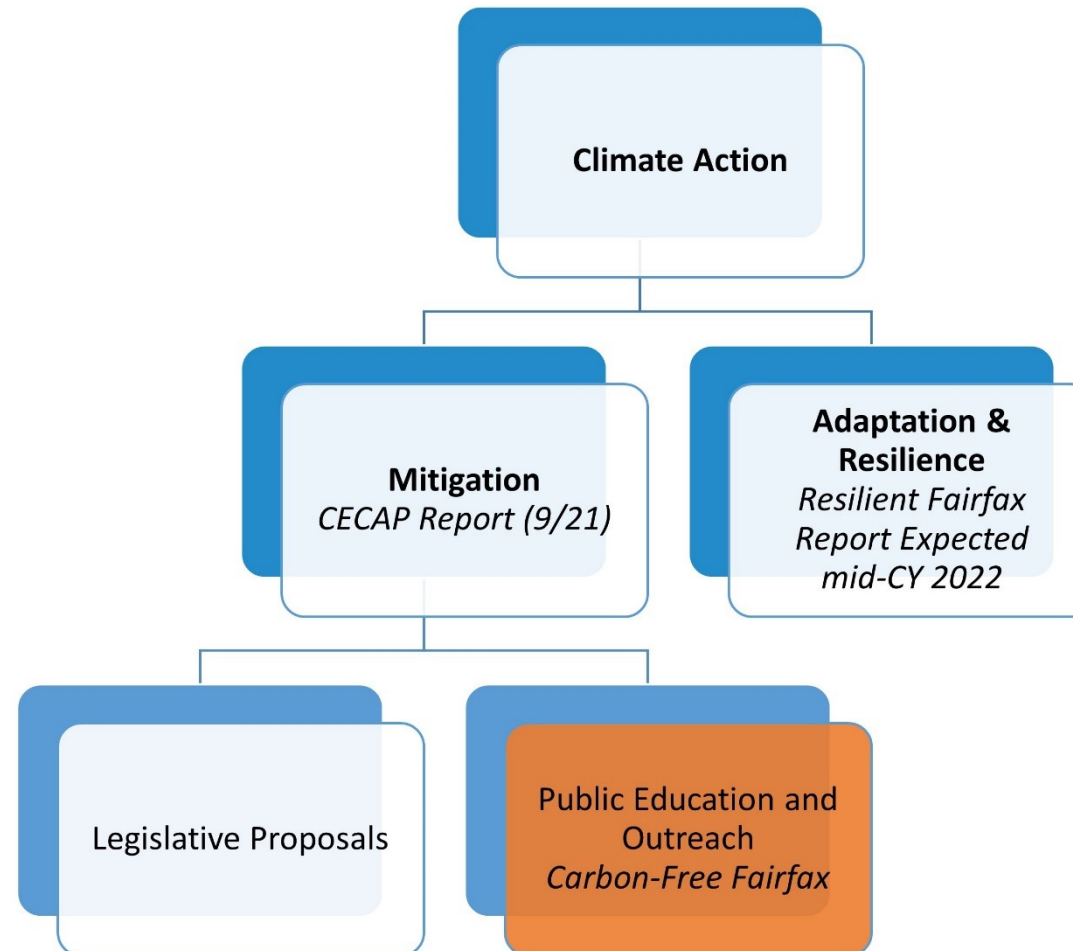 Climate Action
Mitigation
CECAP Report (9/21)
Adaptation &
Resilience
Resilient Fairfax
Report Expected
mid-CY 2022
Legislative Proposals
Public Education and
Outreach
Carbon-Free Fairfax